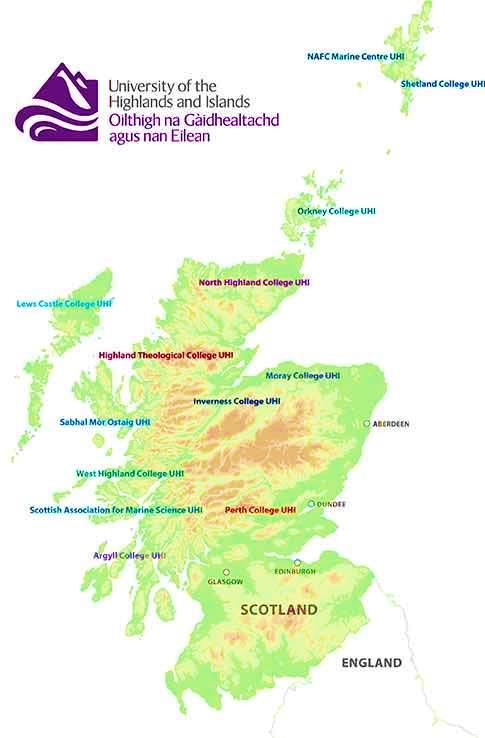 NAFC Marine Centre UHI
Shetland College UHI
University of the
Highlands and Islands
Oilthigh na Gàidhealtachd
agus nan Eilean
Orkney College UHI
North Highland College UHI
Lews Castle College UHI
Highland Theological College UHI
Moray College UHI
Inverness College UHI
Sabhal Mòr Ostaig UHI
ABERDEEN
West Highland College UHI
Scottish Association for Marine Science UHI
Perth College UHI
DUNDEE
Argyll College UHI
EDINBURGH
GLASGOW
SCOTLAND
ENGLAND